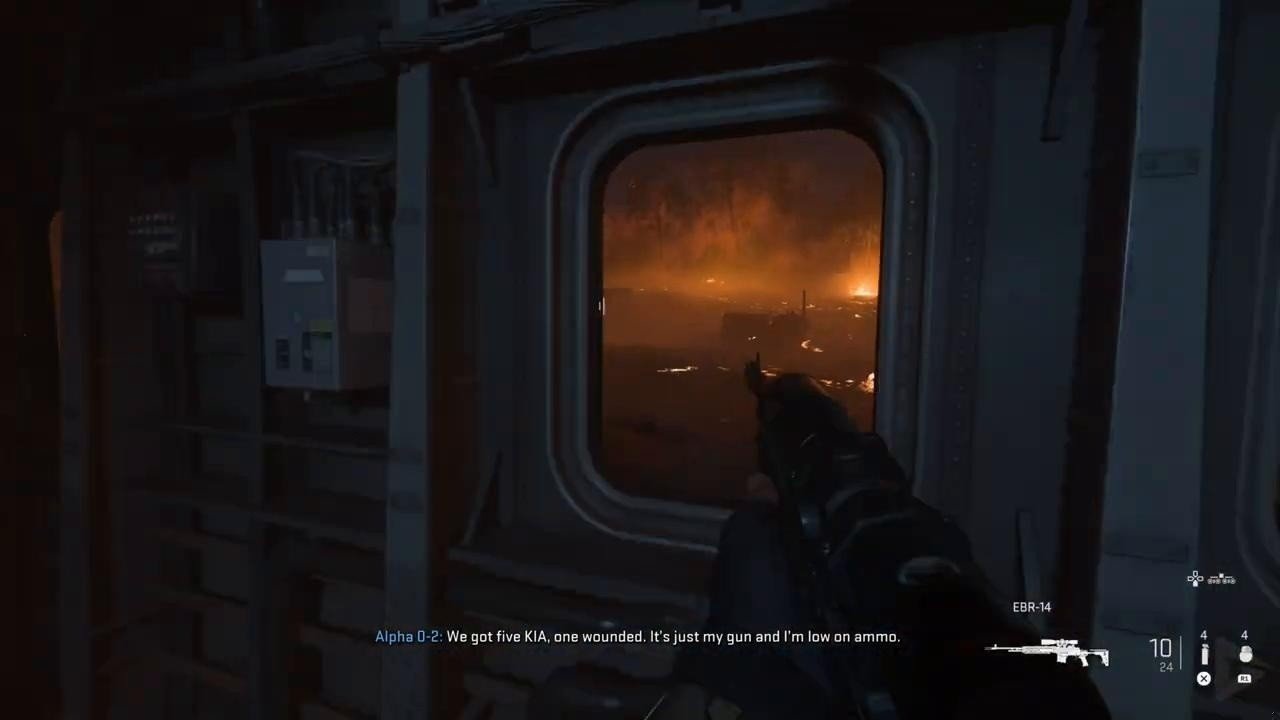 EBR-14
Alpha 0-2: We got five KIA, one wounded. It's just my gun and I'm low on ammo.
10
24
4
4
R1